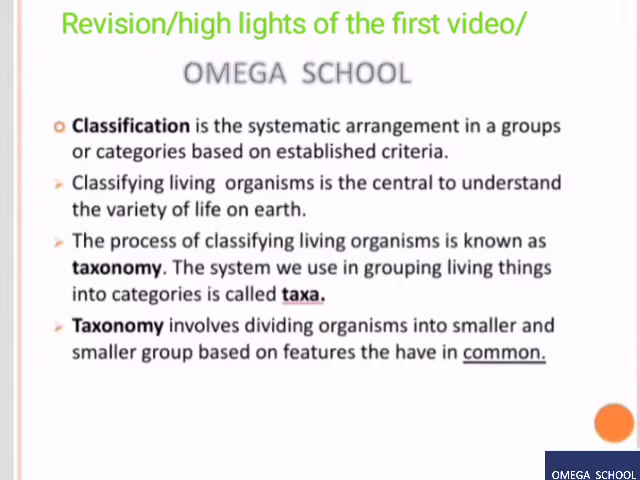 Revision/high lights of the first video/
OMEGA SCHOOL
Classification is the systematic arrangement in a groups
or categories based on established criteria.
Classifying living organisms is the central to understand
the variety of life on earth.
The process of classifying living organisms is known as
taxonomy. The system we use in grouping living things
into categories is called taxa.
Taxonomy involves dividing organisms into smaller and
smaller group based on features the have in common.
OMEGA SCHOOL